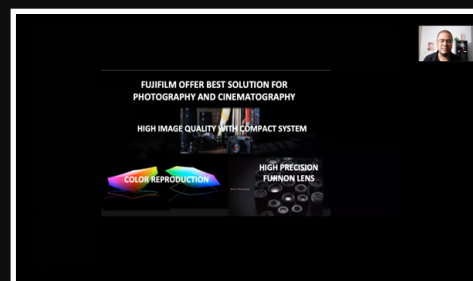 FUJIFILM OFFER BEST SOLUTION FOR
PHOTOGRAPHY AND CINEMATOGRAPHY
HIGH IMAGE QUALITY WITH COMPACT SYSTEM
COLOR REPRODUCTION
HIGH PRECISION
FUJINON LENS